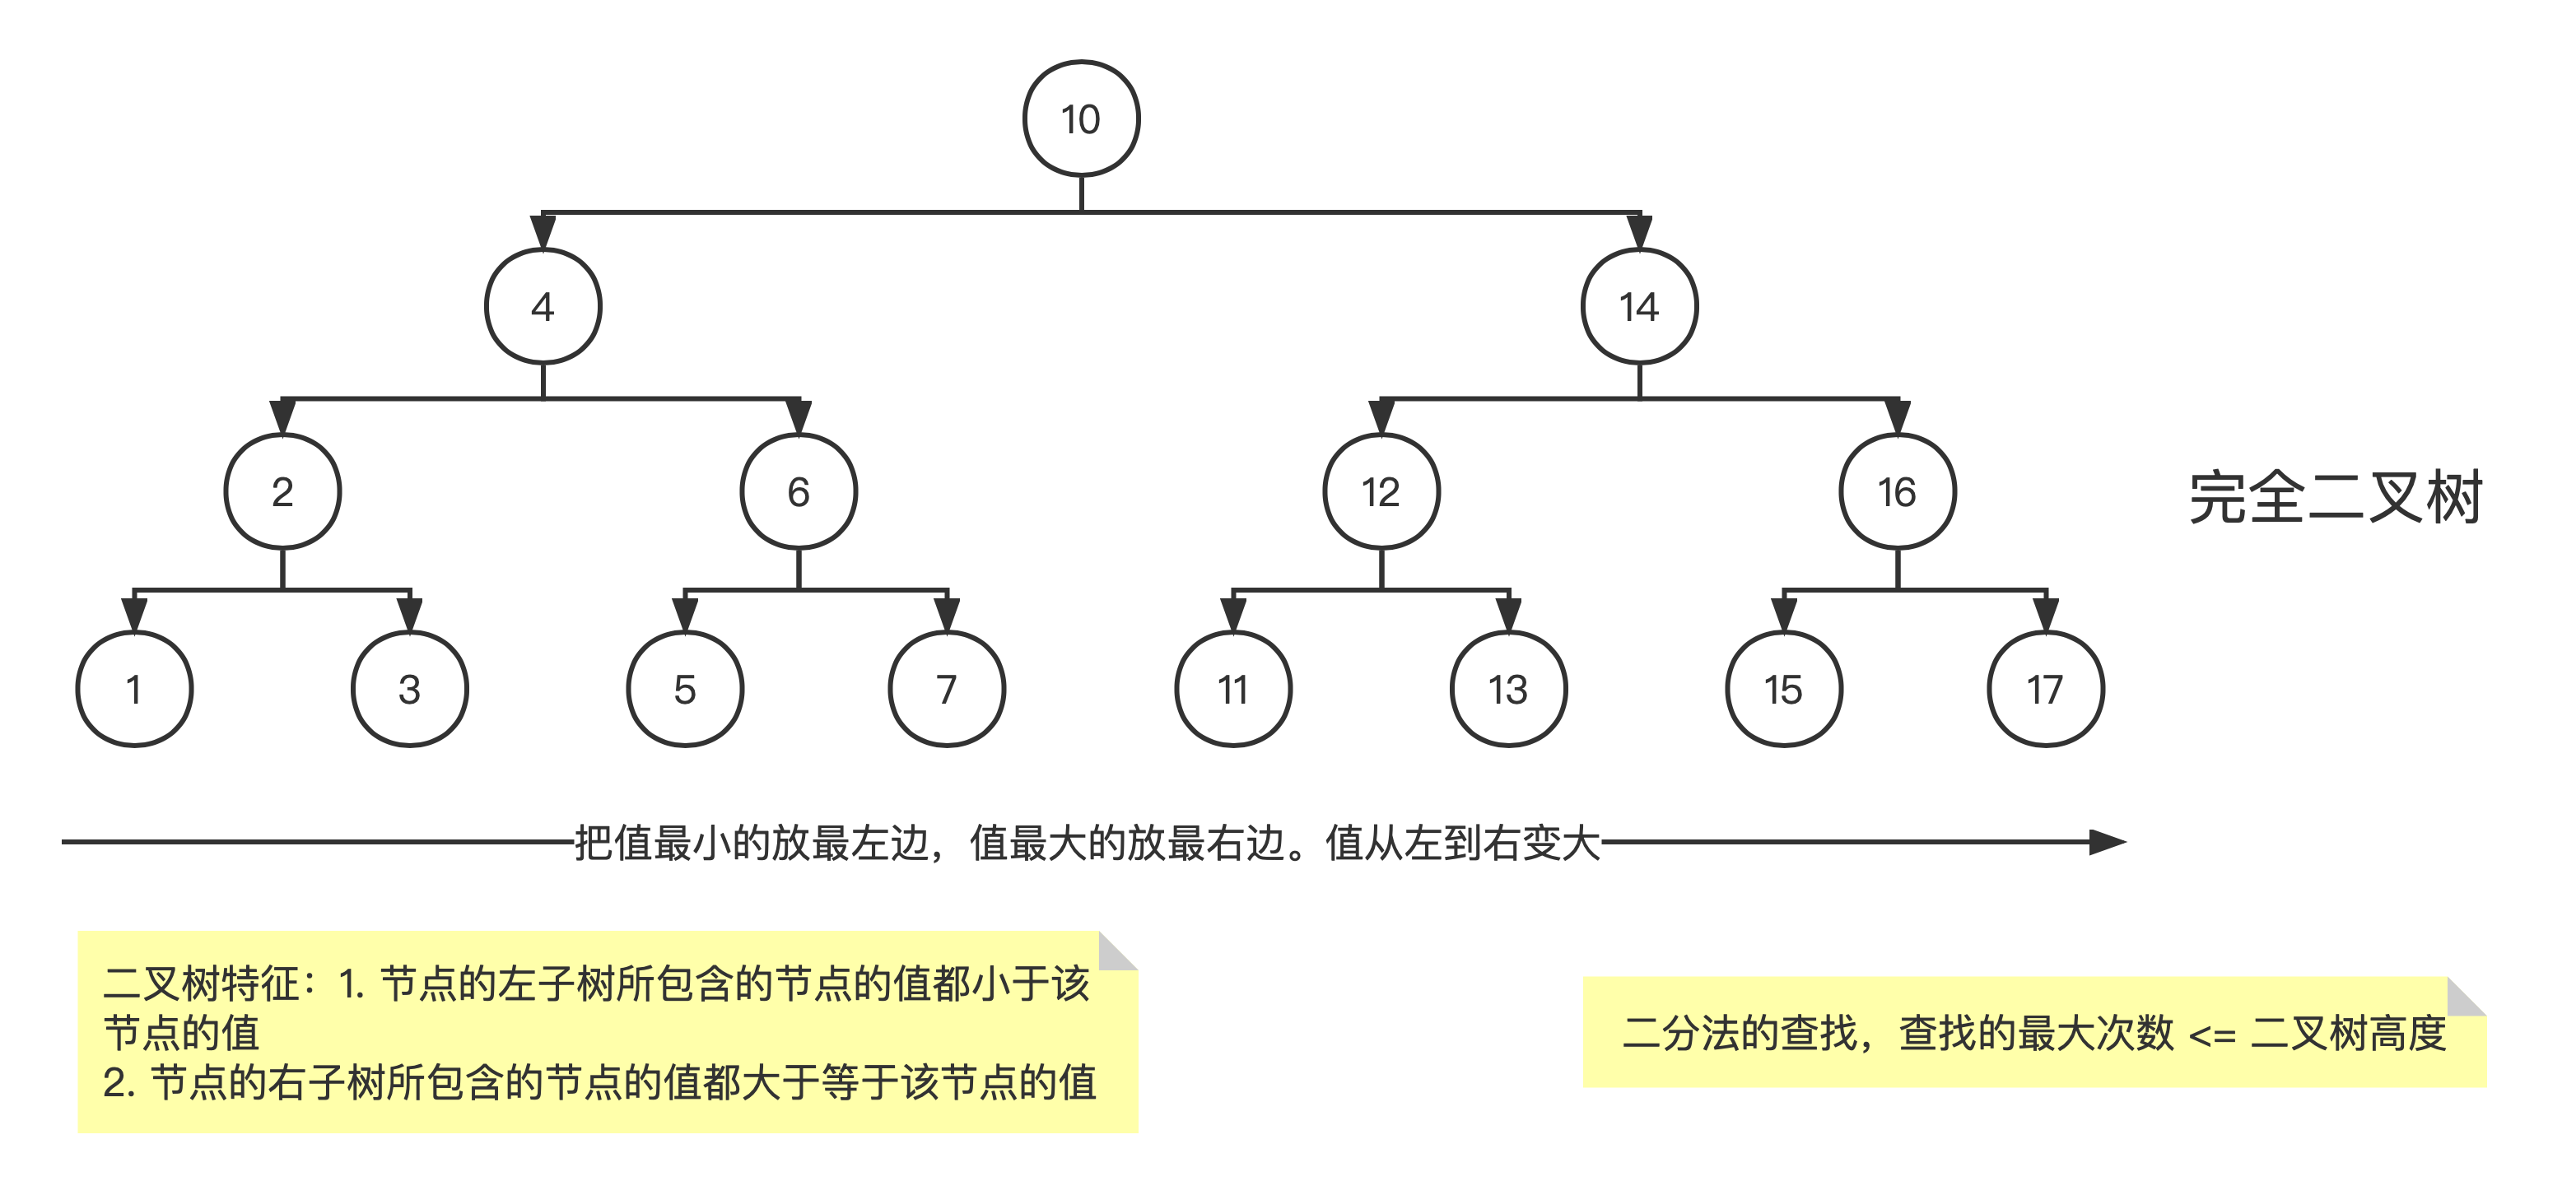 10
4
14
2
6
12
16
完全二叉树
1
3
5
7
11
13
15
17
把值最小的放最左边，值最大的放最右边。值从左到右变大
二叉树特征：1. 节点的左子树所包含的节点的值都小于该
节点的值
2. 节点的右子树所包含的节点的值都大于等于该节点的值
二分法的查找，查找的最大次数 <= 二叉树高度